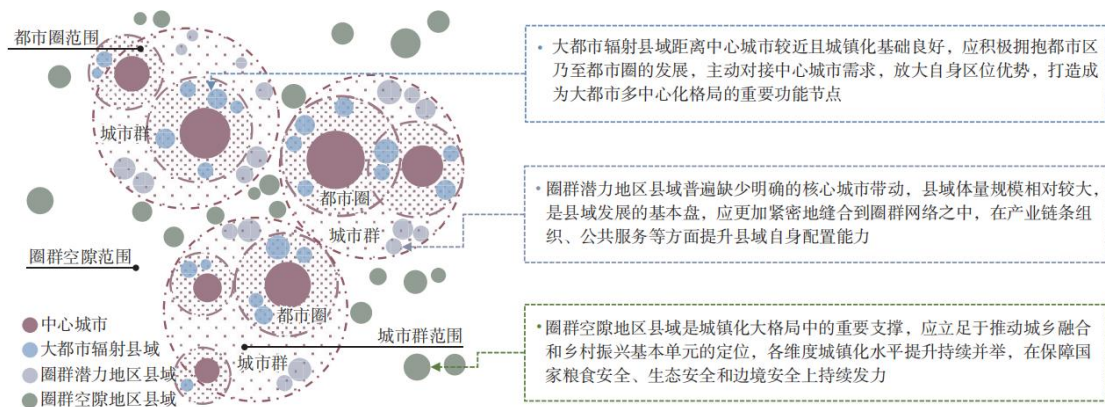 都市圈范围
城市群
都市圈
城市群
圈群空隙范围
都市圈
城市群范围
城市群
中心城市
大都市辐射县域
圈群潜力地区县域
圈群空隙地区县域
• 大都市辐射县域距离中心城市较近且城镇化基础良好，应积极拥抱都市区
乃至都市圈的发展，主动对接中心城市需求，放大自身区位优势，打造成
为大都市多中心化格局的重要功能节点
• 圈群潜力地区县域普遍缺少明确的核心城市带动，县域体量规模相对较大，
是县域发展的基本盘，应更加紧密地缝合到圈群网络之中，在产业链条组
织、公共服务等方面提升县域自身配置能力
• 圈群空隙地区县域是城镇化大格局中的重要支撑，应立足于推动城乡融合
和乡村振兴基本单元的定位，各维度城镇化水平提升持续并举，在保障国
家粮食安全、生态安全和边境安全上持续发力